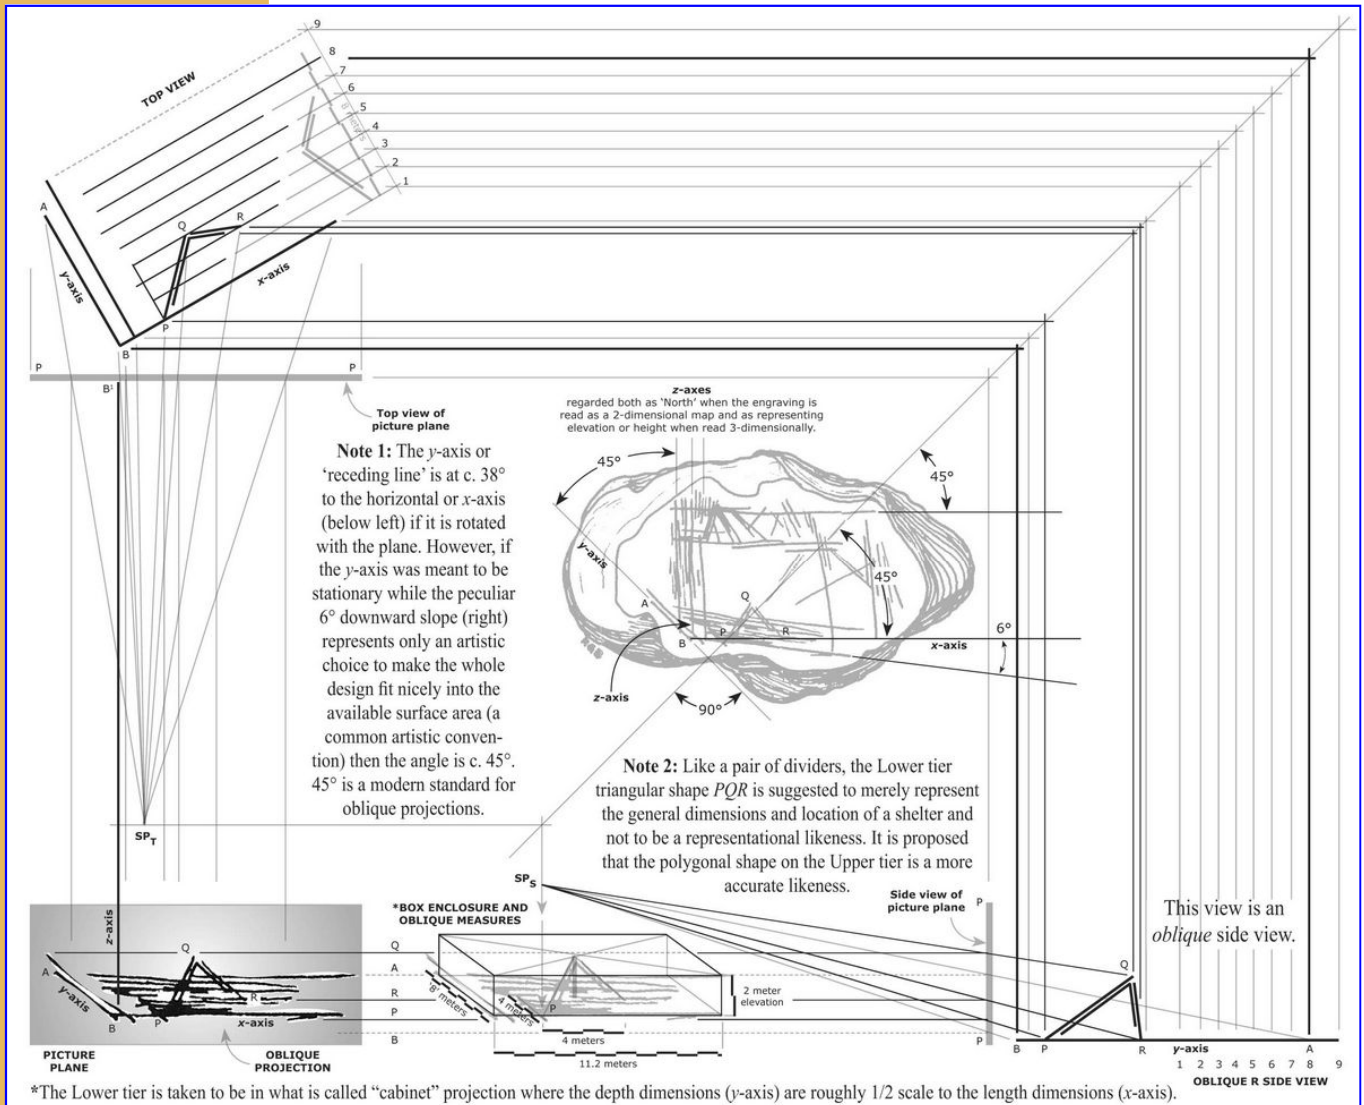 9
8
7
6
5
4
3
2
1
8 meters
TOP VIEW
A
Q
R
y-axis
x-axis
P
B
P
P
B¹
Top view of
picture plane
z-axes
regarded both as ‘North’ when the engraving is
read as a 2-dimensional map and as representing
elevation or height when read 3-dimensionally.
Note 1: The y-axis or
‘receding line’ is at c. 38°
to the horizontal or x-axis
(below left) if it is rotated
with the plane. However, if
the y-axis was meant to be
stationary while the peculiar
6° downward slope (right)
represents only an artistic
choice to make the whole
design fit nicely into the
available surface area (a
common artistic conven-
tion) then the angle is c. 45°.
45° is a modern standard for
oblique projections.
45°
45°
y-axis
45°
A
Q
B
P
R
6°
x-axis
z-axis
90°
Note 2: Like a pair of dividers, the Lower tier
triangular shape PQR is suggested to merely represent
the general dimensions and location of a shelter and
not to be a representational likeness. It is proposed
that the polygonal shape on the Upper tier is a more
accurate likeness.
SPT
SPS
*BOX ENCLOSURE AND
OBLIQUE MEASURES
Side view of
picture plane
P
This view is an
oblique side view.
z-axis
Q
A
y-axis
B
P
R
x-axis
Q
A
R
P
B
‘8’ meters
4 meters
P
2 meter
elevation
4 meters
11.2 meters
Q
P
B
P
R
y-axis
A
1 2 3 4 5 6 7 8 9
OBLIQUE R SIDE VIEW
PICTURE
PLANE
OBLIQUE
PROJECTION
*The Lower tier is taken to be in what is called “cabinet” projection where the depth dimensions (y-axis) are roughly 1/2 scale to the length dimensions (x-axis).